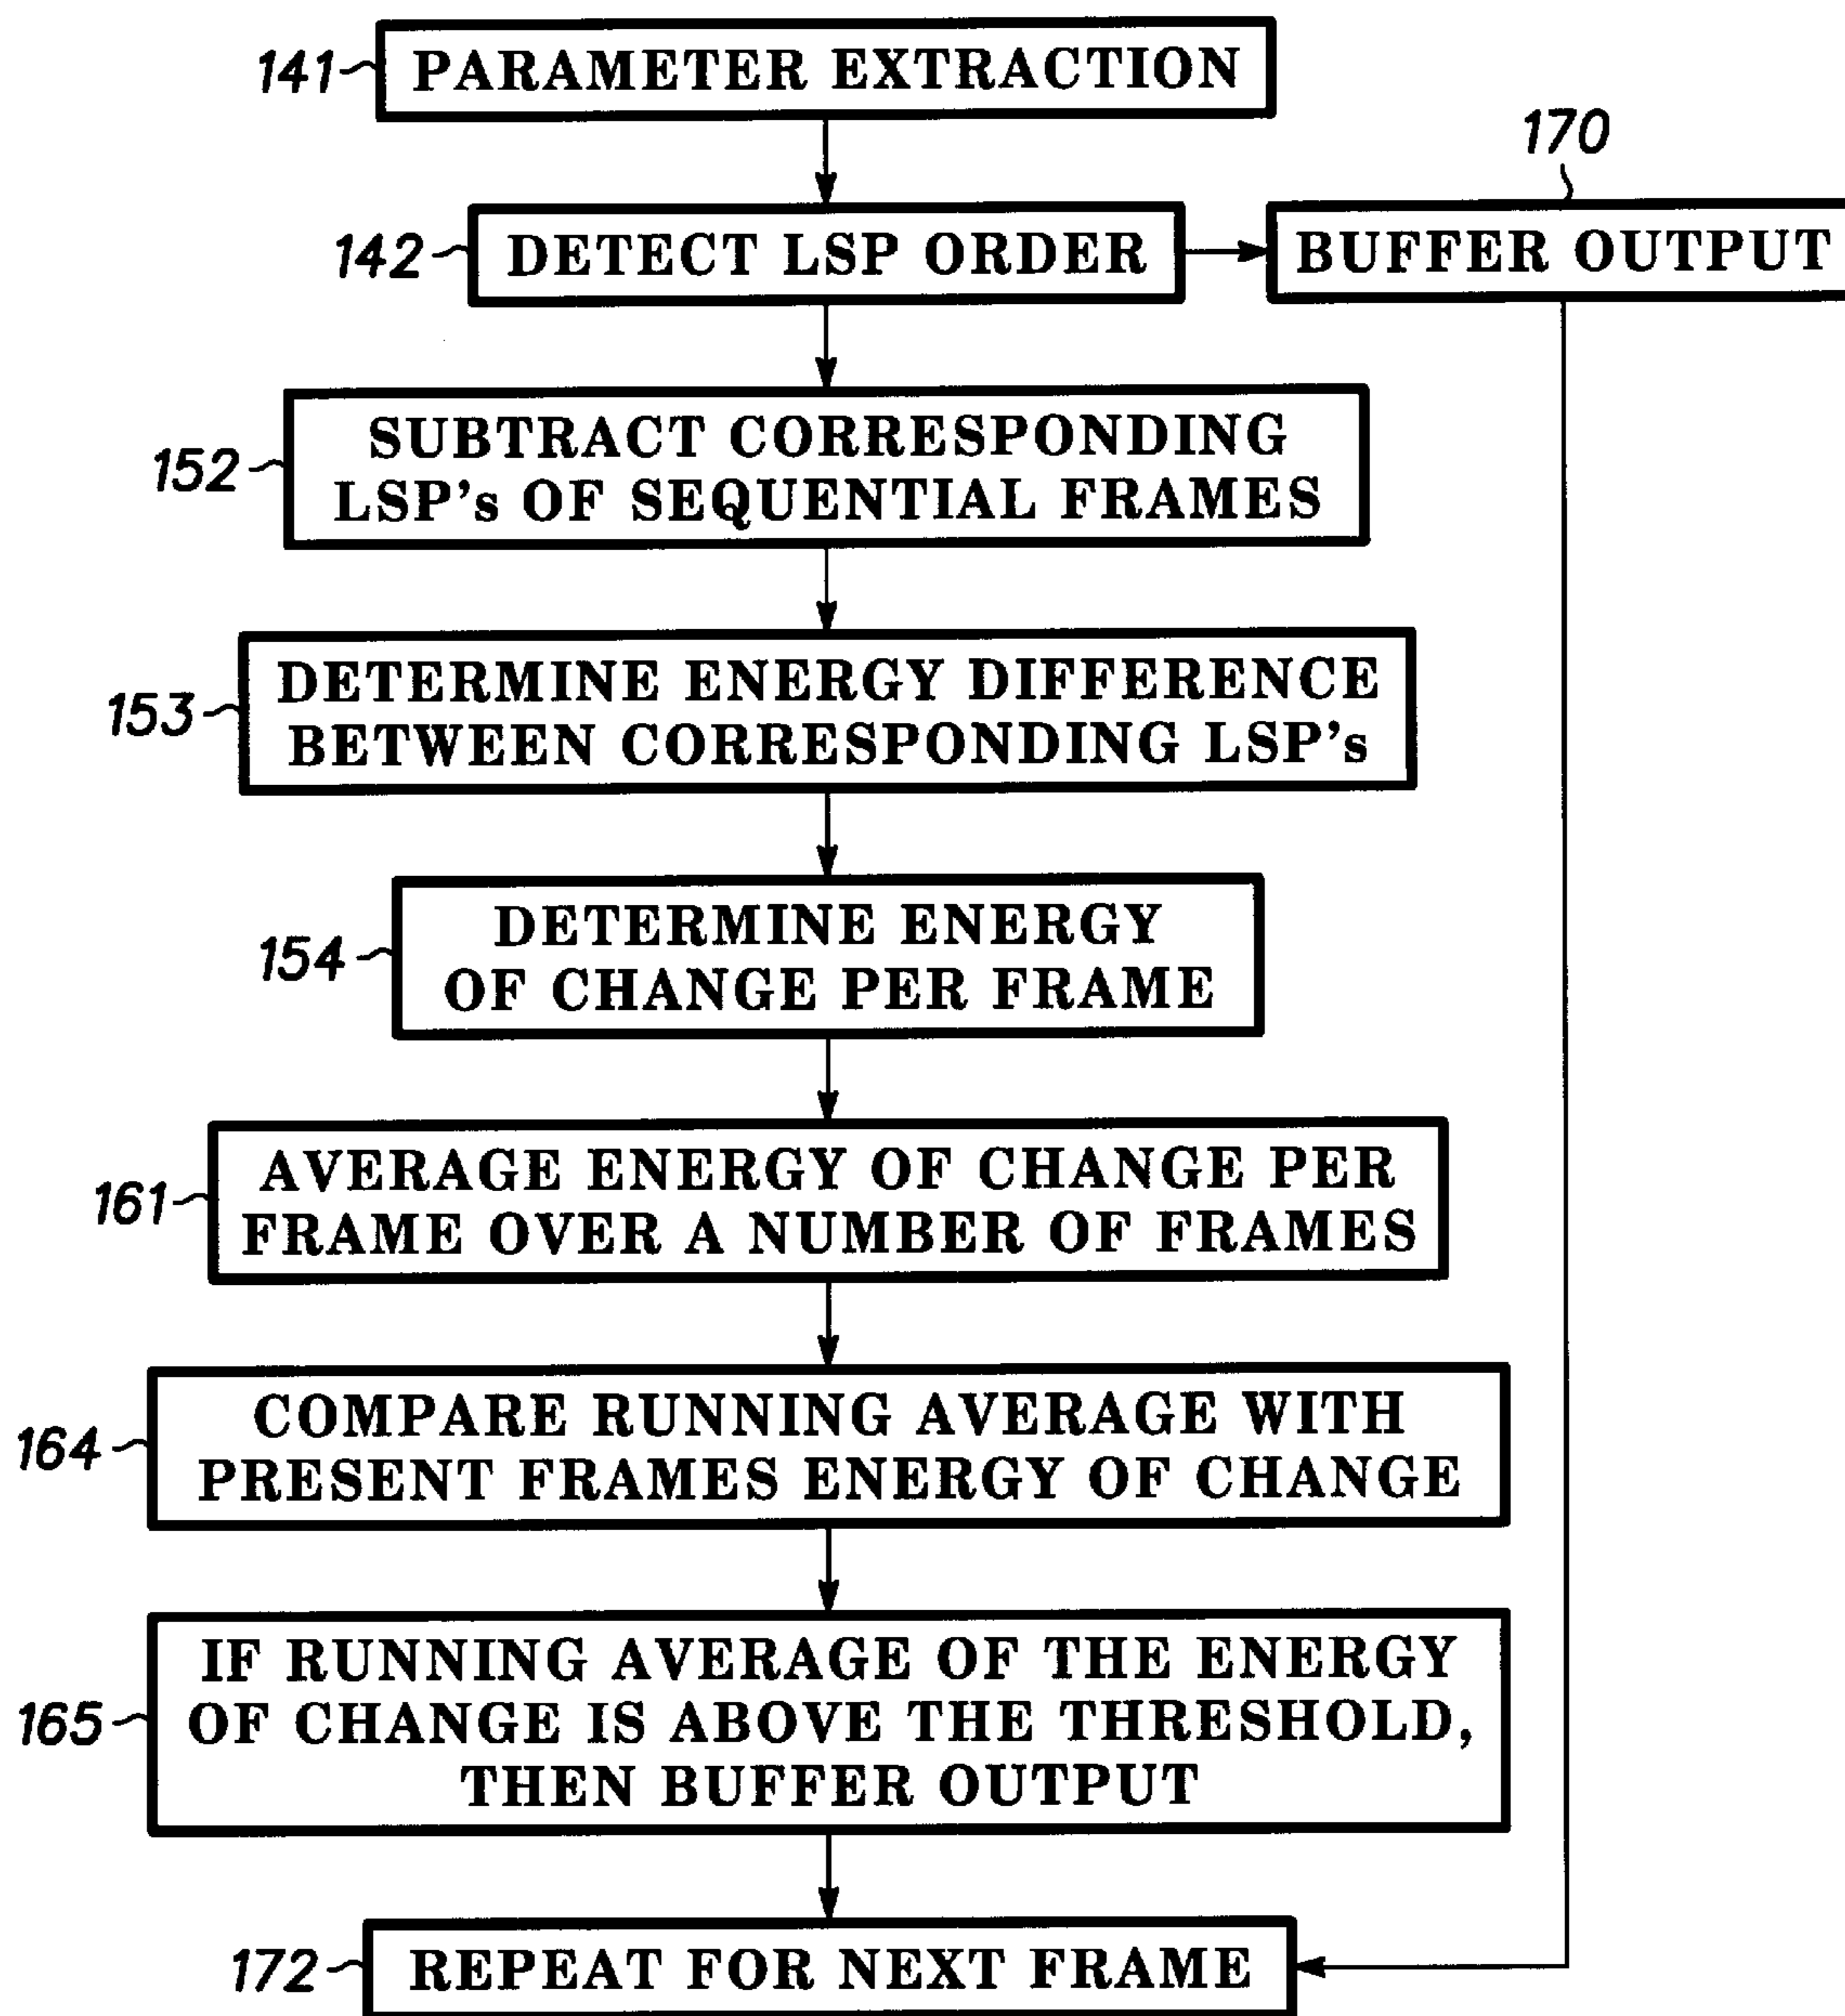 141
PARAMETER EXTRACTION
170
142
DETECT LSP ORDER
BUFFER OUTPUT
152
SUBTRACT CORRESPONDING
LSP's OF SEQUENTIAL FRAMES
153
DETERMINE ENERGY DIFFERENCE
BETWEEN CORRESPONDING LSP's
154
DETERMINE ENERGY
OF CHANGE PER FRAME
161
AVERAGE ENERGY OF CHANGE PER
FRAME OVER A NUMBER OF FRAMES
164
COMPARE RUNNING AVERAGE WITH
PRESENT FRAMES ENERGY OF CHANGE
165
IF RUNNING AVERAGE OF THE ENERGY
OF CHANGE IS ABOVE THE THRESHOLD,
THEN BUFFER OUTPUT
172
REPEAT FOR NEXT FRAME